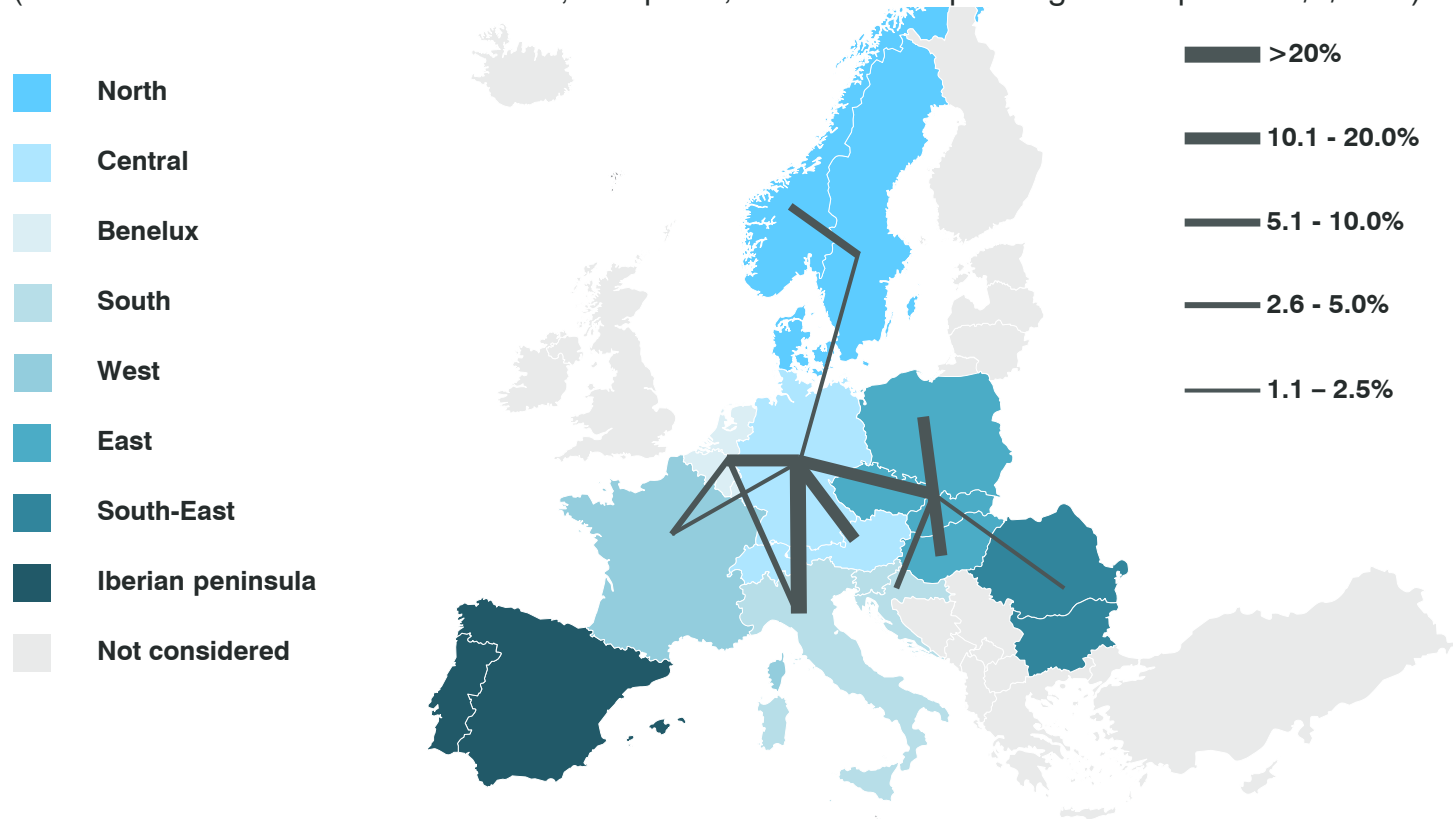 North
Central
Benelux
South
West
East
South-East
Iberian peninsula
Not considered
>20%
10.1 - 20.0%
5.1 - 10.0%
2.6 - 5.0%
1.1 – 2.5%